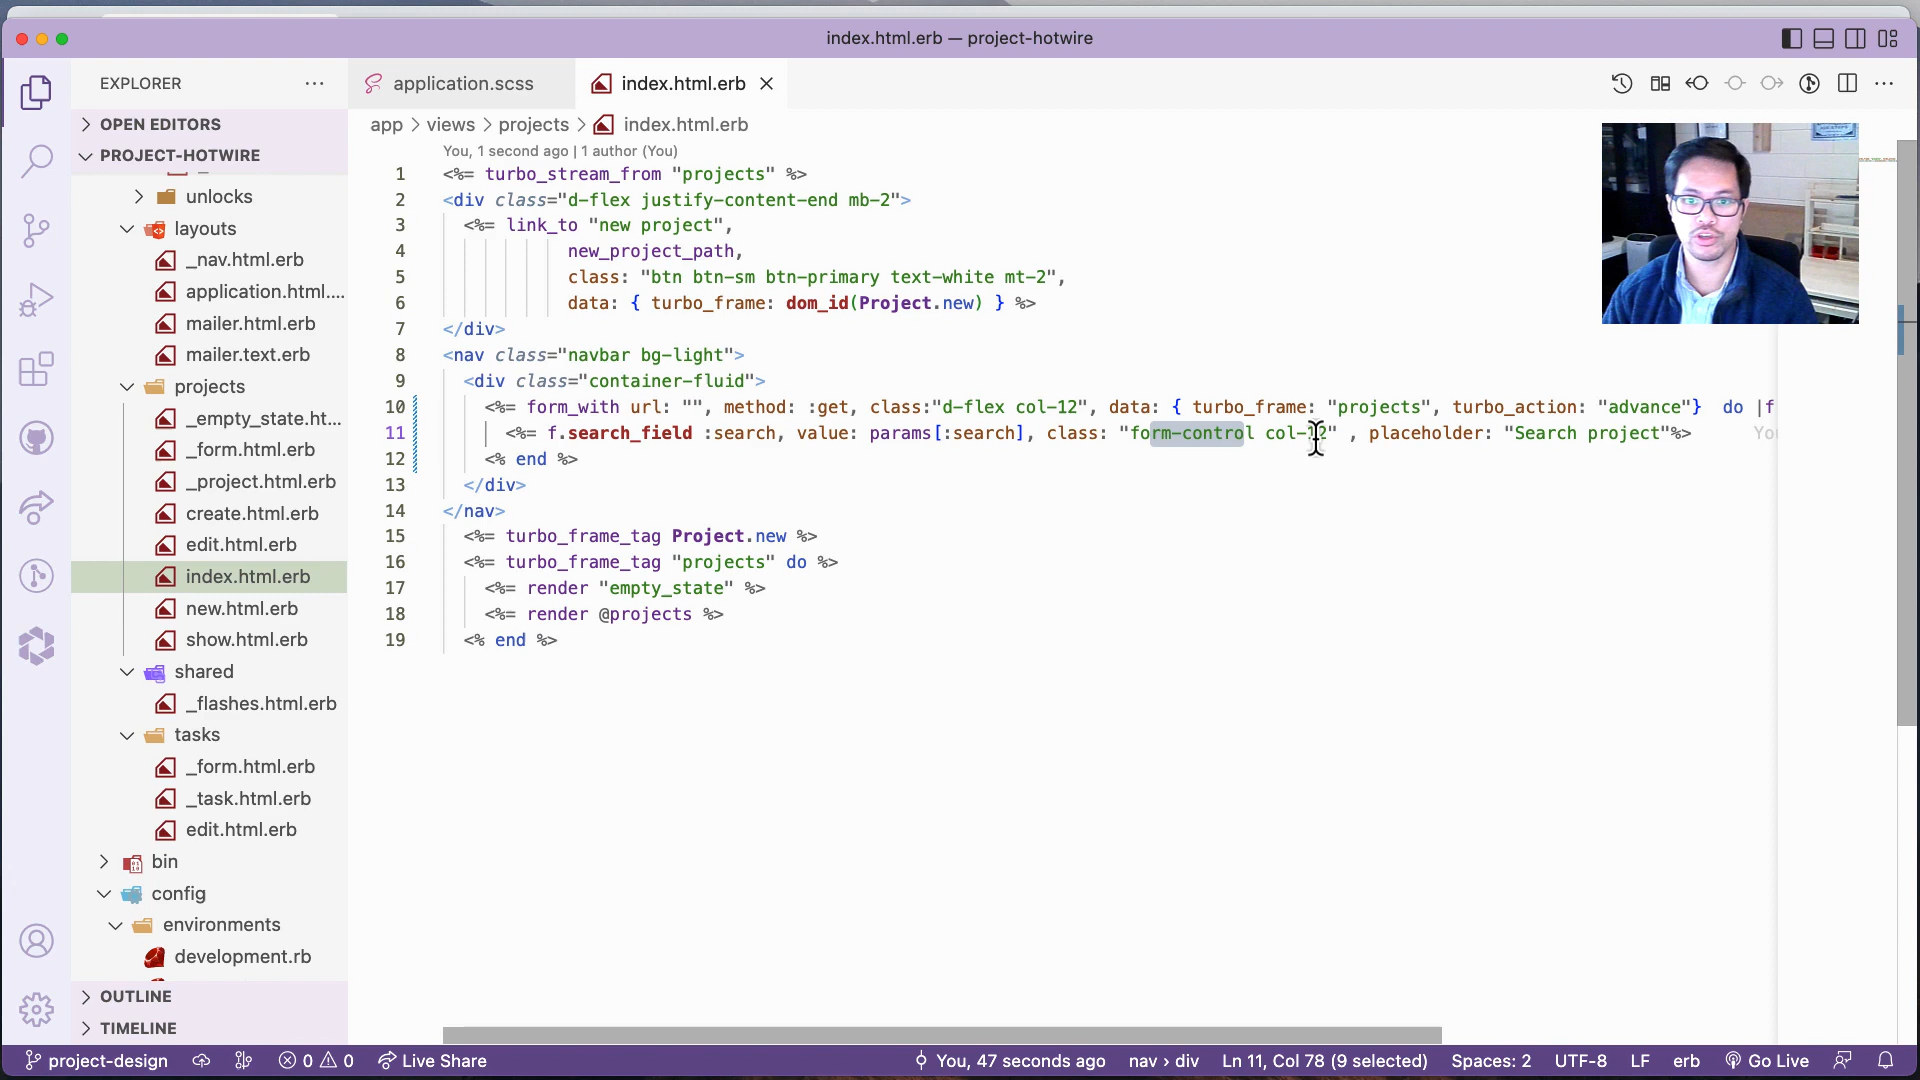 index.html.erb — project-hotwire
EXPLORER
application.scss
index.html.erb
OPEN EDITORS
PROJECT-HOTWIRE
unlocks
layouts
_nav.html.erb
application.html....
mailer.html.erb
mailer.text.erb
projects
_empty_state.ht...
_form.html.erb
_project.html.erb
create.html.erb
edit.html.erb
index.html.erb
new.html.erb
show.html.erb
shared
_flashes.html.erb
tasks
_form.html.erb
_task.html.erb
edit.html.erb
bin
config
environments
development.rb
OUTLINE
TIMELINE
app > views > projects > index.html.erb
You, 1 second ago | 1 author (You)
1 <%= turbo_stream_from "projects" %>
2 <div class="d-flex justify-content-end mb-2">
3 <%= link_to "new project",
4 new_project_path,
5 class: "btn btn-sm btn-primary text-white mt-2",
6 data: { turbo_frame: dom_id(Project.new) } %>
7 </div>
8 <nav class="navbar bg-light">
9 <div class="container-fluid">
10 <%= form_with url: "", method: :get, class:"d-flex col-12", data: { turbo_frame: "projects", turbo_action: "advance"} do |f
11 <%= f.search_field :search, value: params[:search], class: "form-control col-12" , placeholder: "Search project"%> Yo
12 <% end %>
13 </div>
14 </nav>
15 <%= turbo_frame_tag Project.new %>
16 <%= turbo_frame_tag "projects" do %>
17 <%= render "empty_state" %>
18 <%= render @projects %>
19 <% end %>
project-design 0 0 Live Share You, 47 seconds ago nav > div Ln 11, Col 78 (9 selected) Spaces: 2 UTF-8 LF erb Go Live